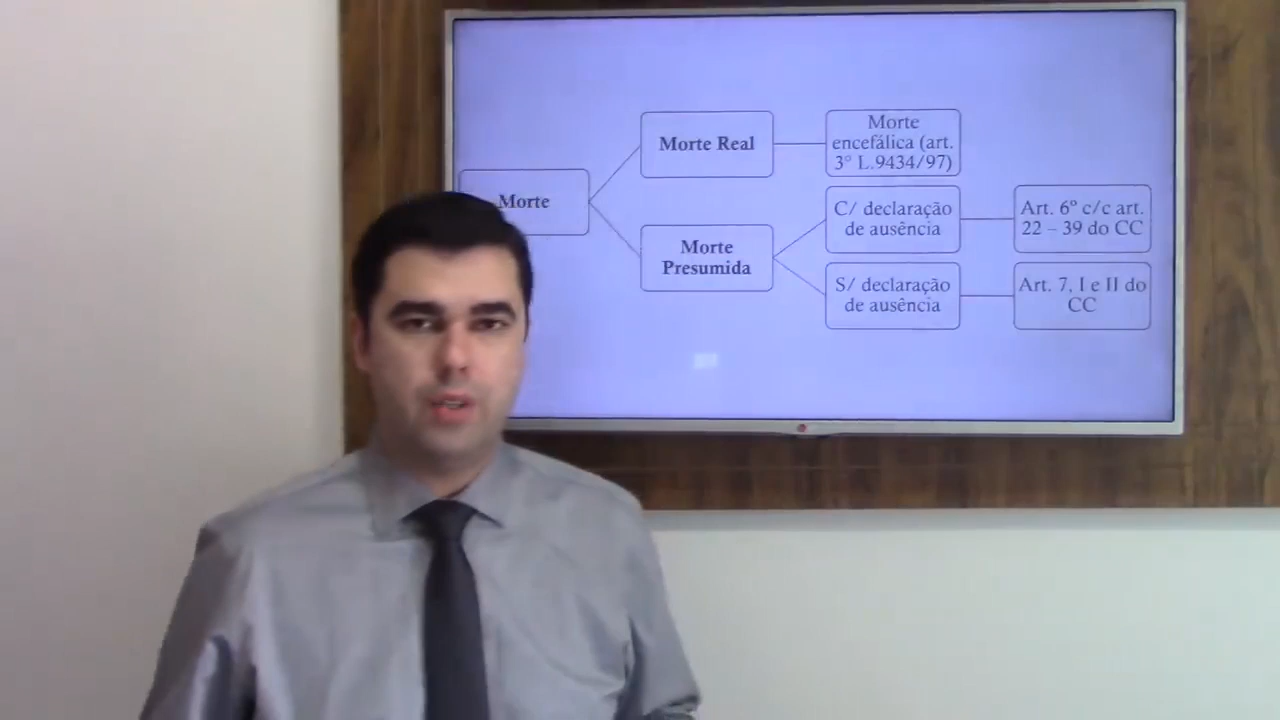 Morte
Morte Real
Morte
encefálica (art.
3º L.9434/97)
Morte
Presumida
C/ declaração
de ausência
Art. 6º c/c art.
22 – 39 do CC
S/ declaração
de ausência
Art. 7, I e II do
CC